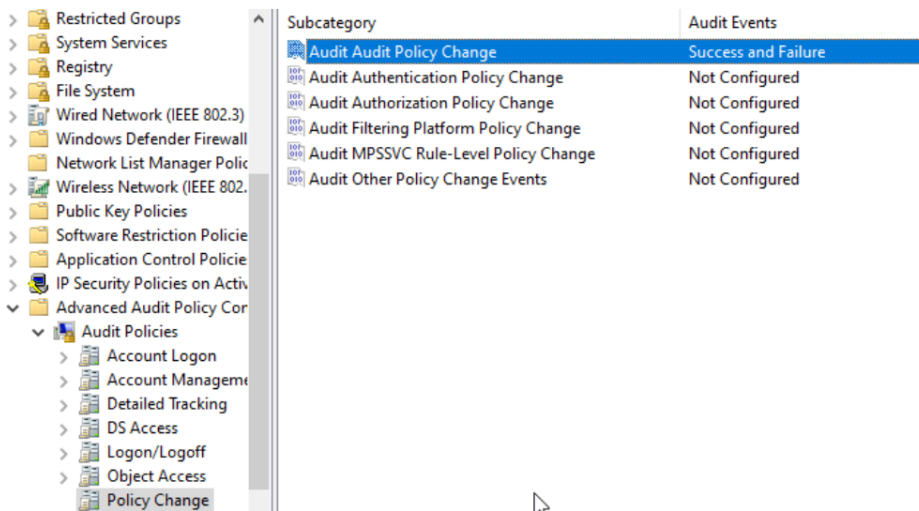 Restricted Groups
System Services
Registry
File System
Wired Network (IEEE 802.3)
Windows Defender Firewall
Network List Manager Polic
Wireless Network (IEEE 802.
Public Key Policies
Software Restriction Policie
Application Control Policie
IP Security Policies on Activ
Advanced Audit Policy Con
Audit Policies
Account Logon
Account Manageme
Detailed Tracking
DS Access
Logon/Logoff
Object Access
Policy Change
Subcategory Audit Events
Audit Audit Policy Change Success and Failure
Audit Authentication Policy Change Not Configured
Audit Authorization Policy Change Not Configured
Audit Filtering Platform Policy Change Not Configured
Audit MPSSVC Rule-Level Policy Change Not Configured
Audit Other Policy Change Events Not Configured